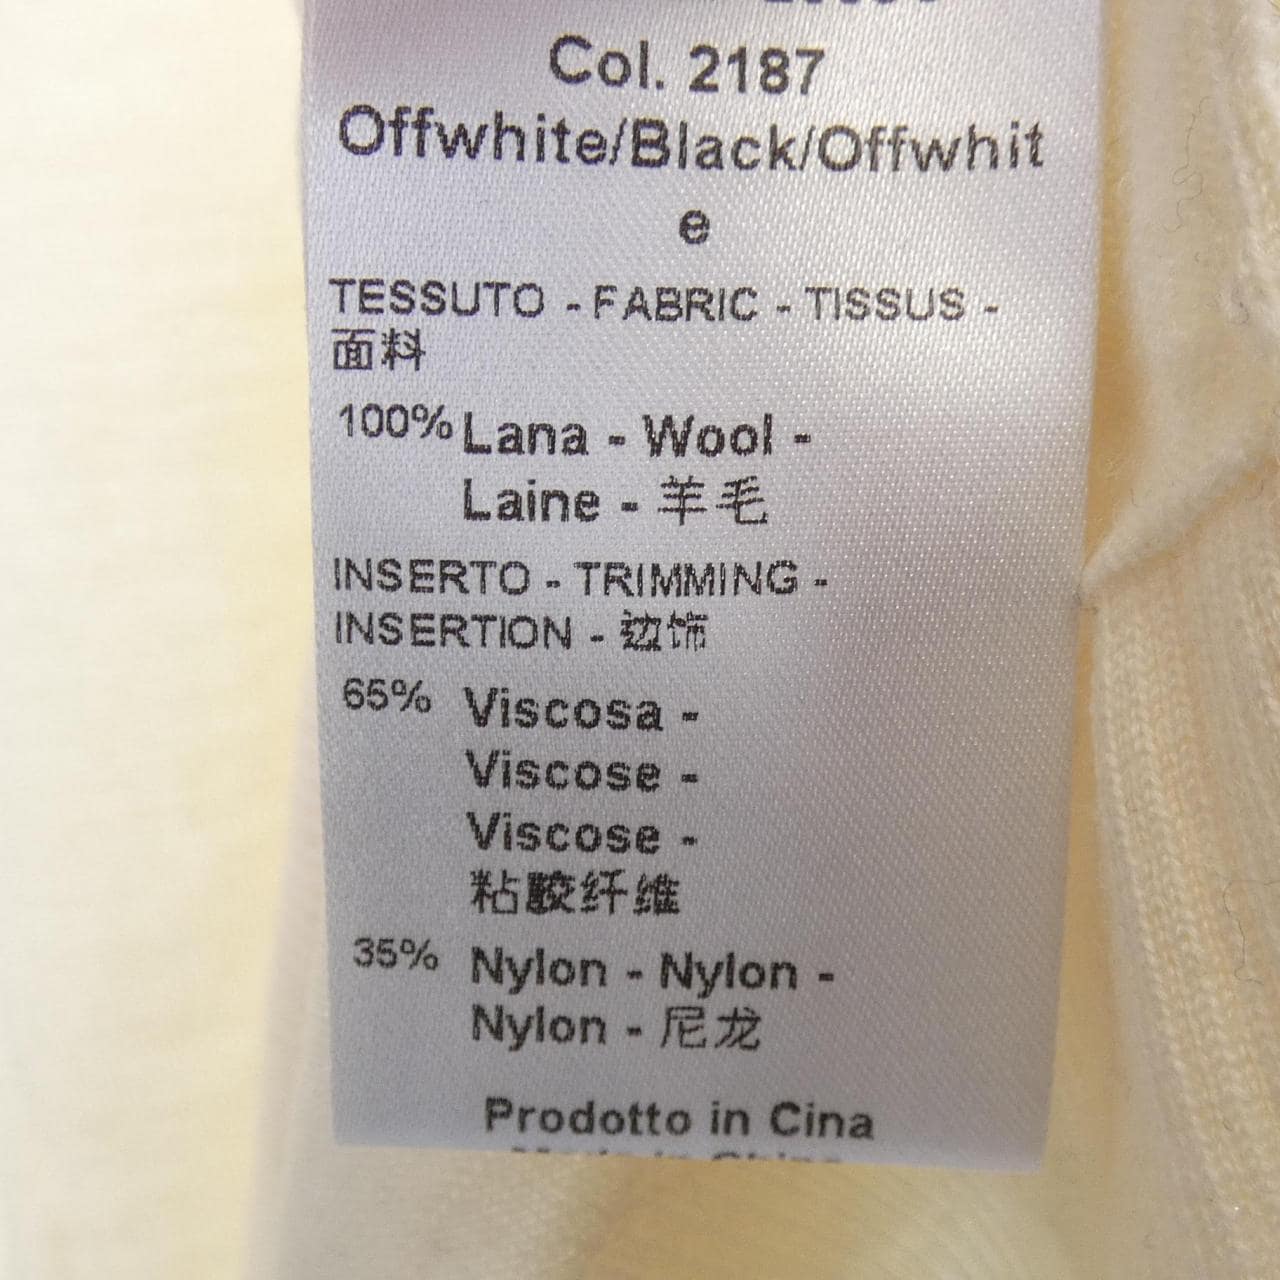 Col. 2187
Offwhite/Black/Offwhit
e
TESSUTO - FABRIC - TISSUS -
面料
100% Lana - Wool -
Laine - 羊毛
INSERTO - TRIMMING -
INSERTION - 边饰
65% Viscosa -
Viscose -
Viscose -
粘胶纤维
35% Nylon - Nylon -
Nylon - 尼龙
Prodotto in Cina